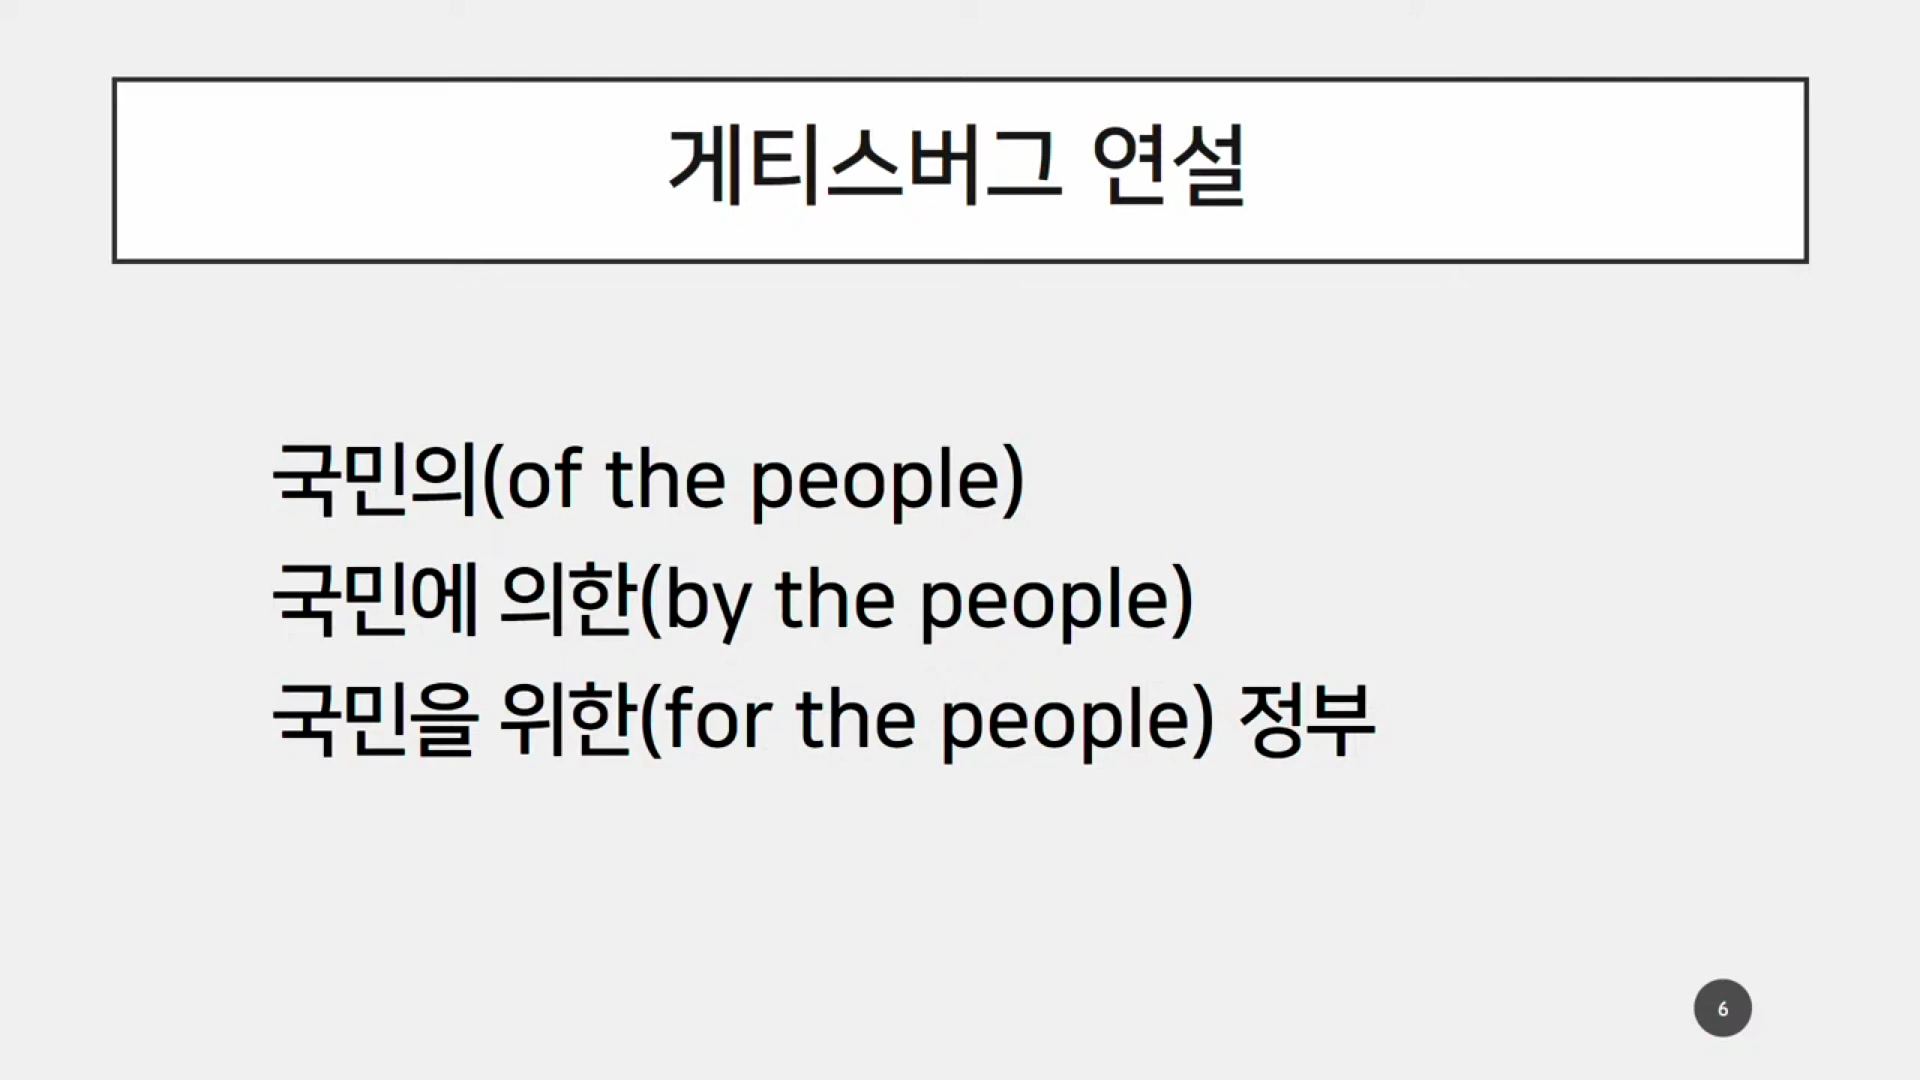 게티스버그 연설
국민의(of the people)
국민에 의한(by the people)
국민을 위한(for the people) 정부
6